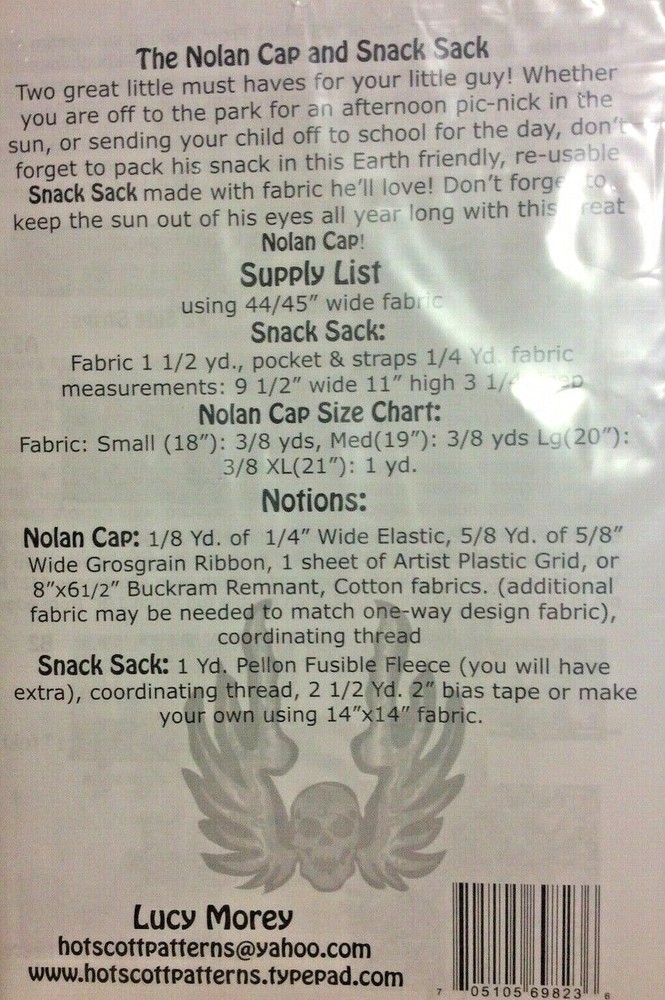 The Nolan Cap and Snack Sack
Two great little must haves for your little guy! Whether
you are off to the park for an afternoon pic-nick in the
sun, or sending your child off to school for the day, don't
forget to pack his snack in this Earth friendly, re-usable
Snack Sack made with fabric he'll love! Don't forget to
keep the sun out of his eyes all year long with this great
Nolan Cap!
Supply List
using 44/45" wide fabric
Snack Sack:
Fabric 1 1/2 yd., pocket & straps 1/4 Yd. fabric
measurements: 9 1/2" wide 11" high 3
Nolan Cap Size Chart:
Fabric: Small (18"): 3/8 yds, Med(19"): 3/8 yds Lg(20"):
3/8 XL(21"): 1 yd.
Notions:
Nolan Cap: 1/8 Yd. of 1/4" Wide Elastic, 5/8 Yd. of 5/8"
Wide Grosgrain Ribbon, 1 sheet of Artist Plastic Grid, or
8"x61/2" Buckram Remnant, Cotton fabrics. (additional
fabric may be needed to match one-way design fabric),
coordinating thread
Snack Sack: 1 Yd. Pellon Fusible Fleece (you will have
extra), coordinating thread, 2 1/2 Yd. 2" bias tape or make
your own using 14"x14" fabric.
Lucy Morey
hotscottpatterns@yahoo.com
www.hotscottpatterns.typepad.com
7 05105 69823 6